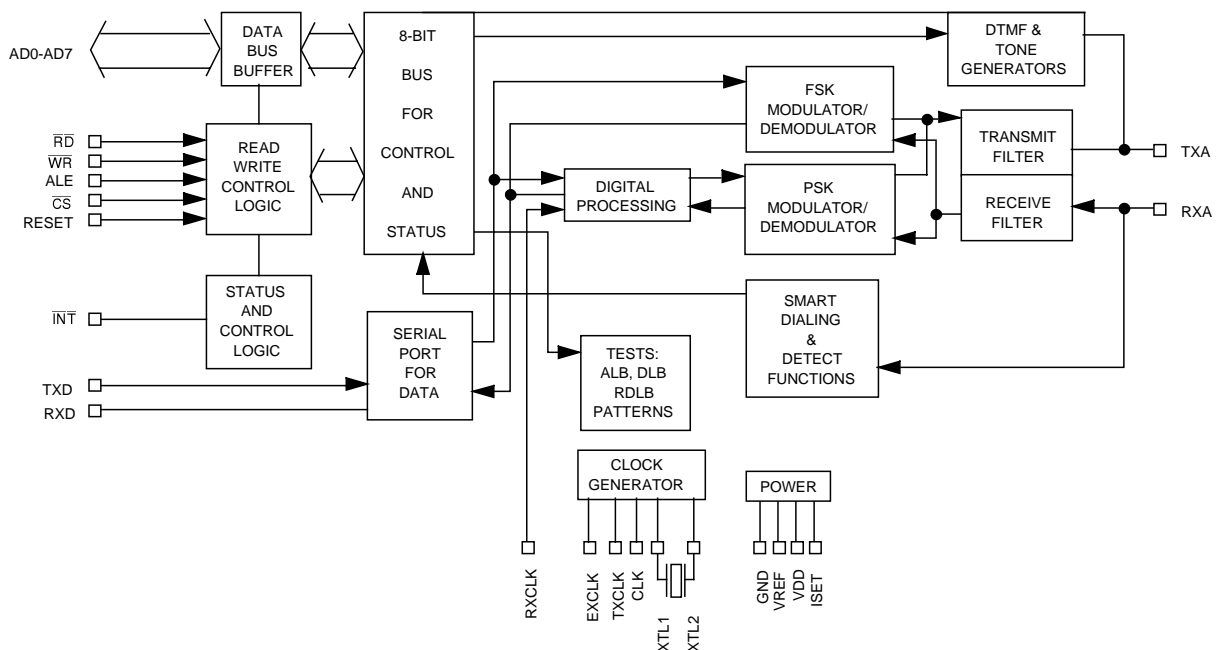 AD0-AD7
DATA
BUS
BUFFER
8-BIT
BUS
FOR
CONTROL
AND
STATUS
DTMF &
TONE
GENERATORS
FSK
MODULATOR/
DEMODULATOR
RD
WR
ALE
CS
RESET
READ
WRITE
CONTROL
LOGIC
TRANSMIT
FILTER
TXA
DIGITAL
PROCESSING
PSK
MODULATOR/
DEMODULATOR
RECEIVE
FILTER
RXA
INT
STATUS
AND
CONTROL
LOGIC
SERIAL
PORT
FOR
DATA
SMART
DIALING
&
DETECT
FUNCTIONS
TESTS:
ALB, DLB
RDLB
PATTERNS
TXD
RXD
CLOCK
GENERATOR
POWER
RXCLK
EXCLK
TXCLK
CLK
XTL1
XTL2
GND
VREF
VDD
ISET